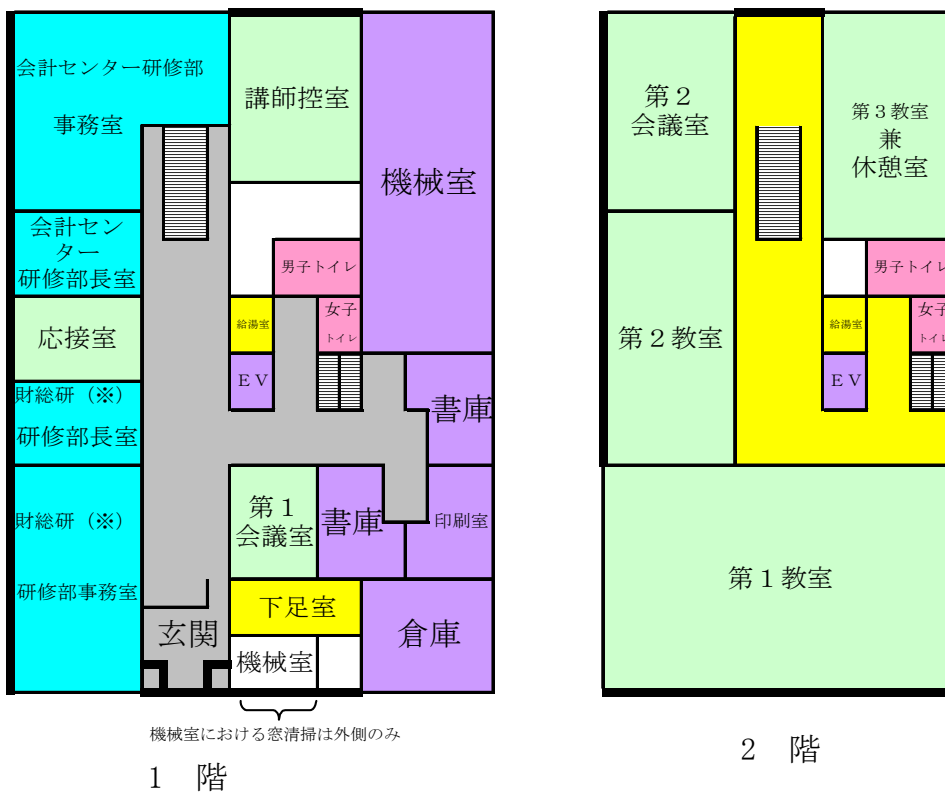 会計センター研修部
事務室
講師控室
機械室
会計セン
ター
研修部長室
男子トイレ
応接室
給湯室
女子
トイレ
ＥＶ
財総研（※）
研修部長室
書庫
財総研（※）
研修部事務室
第１
会議室
書庫
印刷室
下足室
玄関
機械室
倉庫
機械室における窓清掃は外側のみ
1 階
第２
会議室
第３教室
兼
休憩室
男子トイレ
第２教室
給湯室
女子
トイレ
ＥＶ
第１教室
2 階